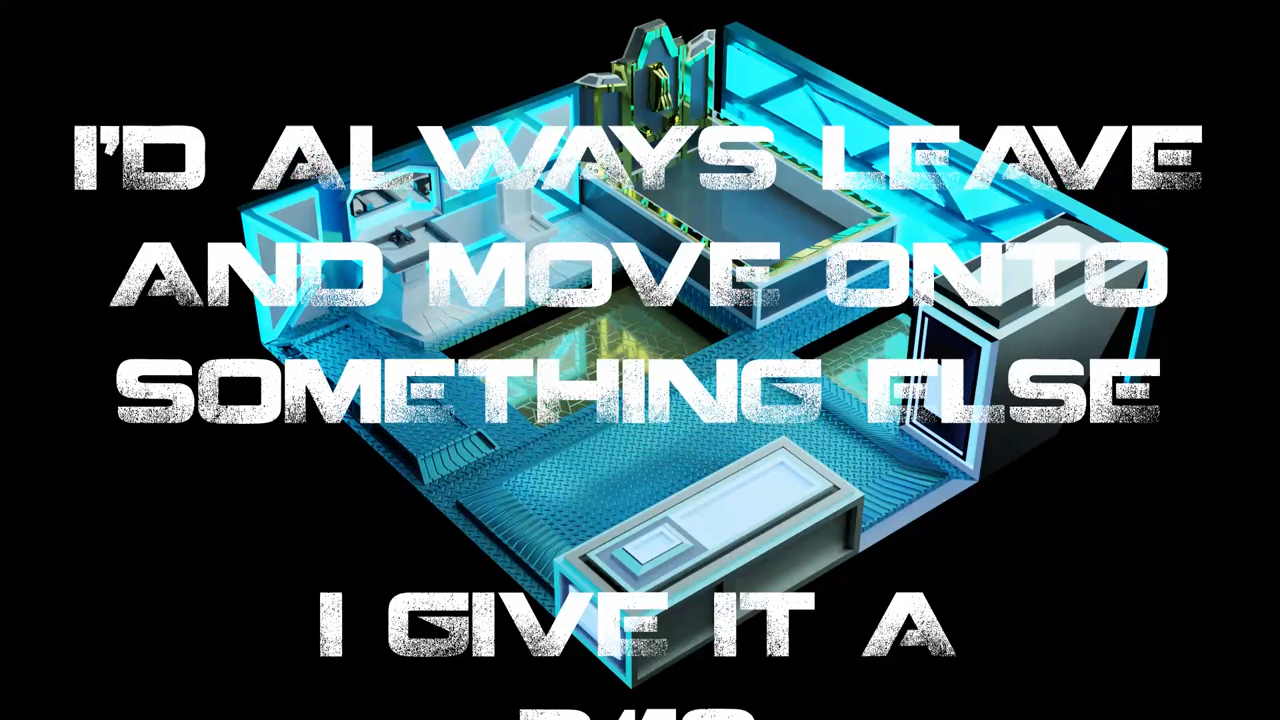 I'D ALWAYS LEAVE
AND MOVE ONTO
SOMETHING ELSE
I GIVE IT A